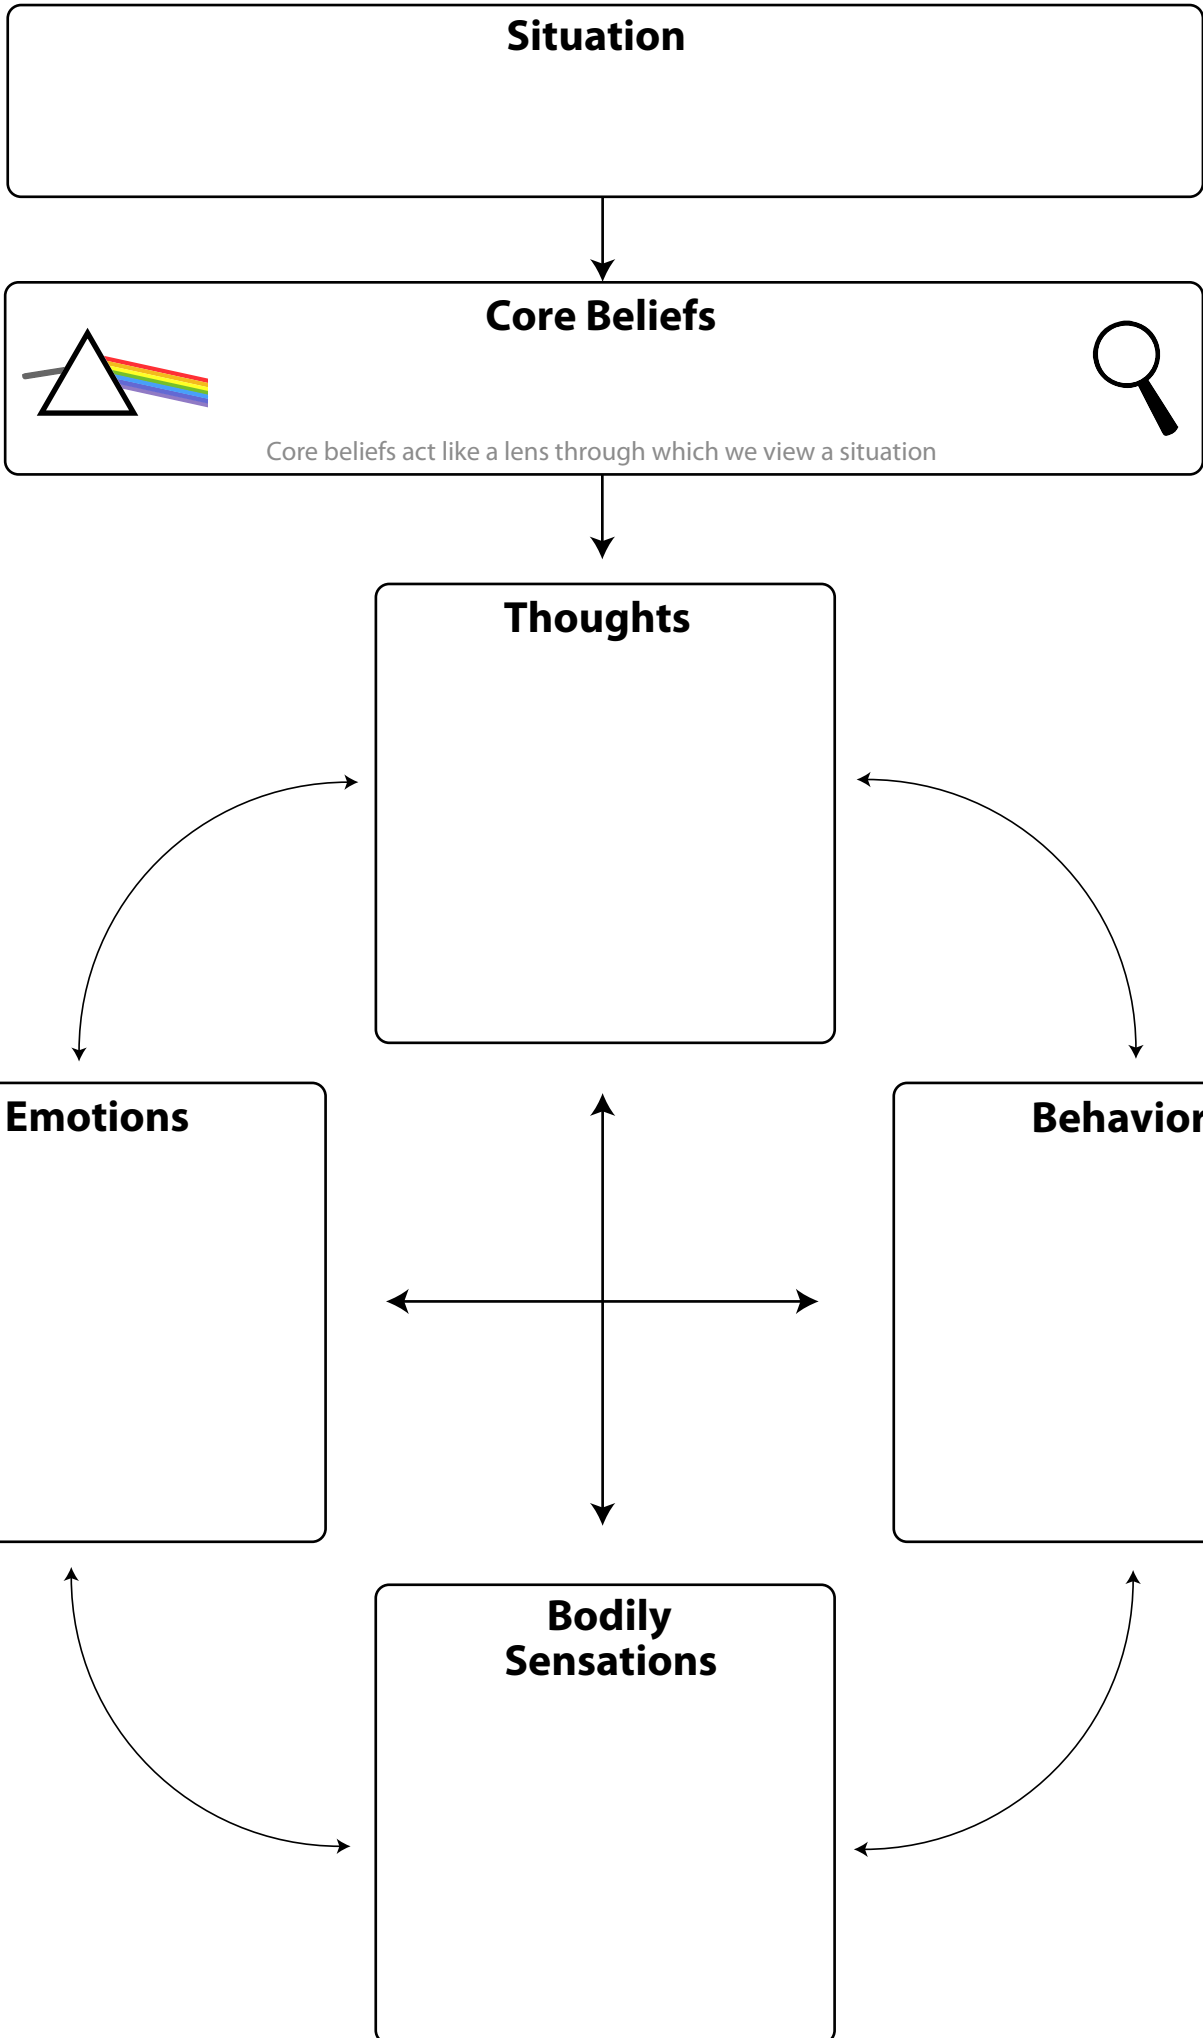 Situation
Core Beliefs
Core beliefs act like a lens through which we view a situation
Thoughts
Emotions
Behavior
Bodily
Sensations